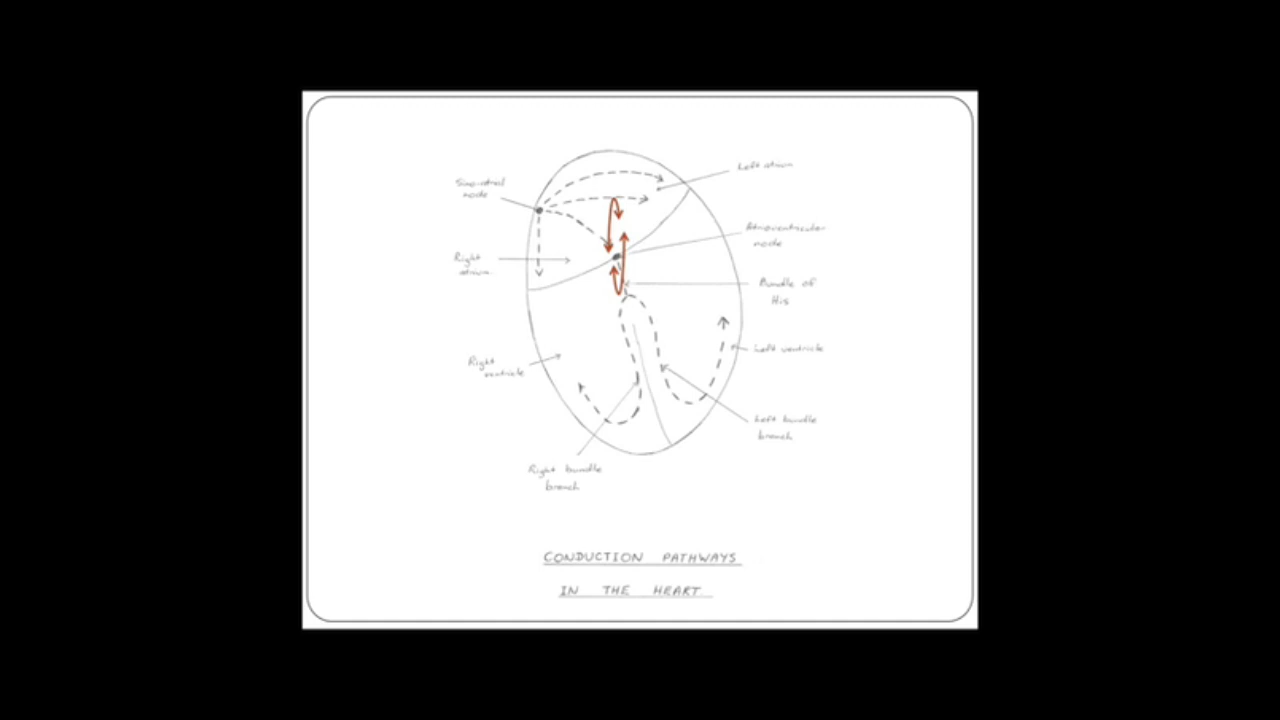 Left atrium
Sino-atrial
node
Atrioventricular
node
Right
atrium
Bundle of
His
Left ventricle
Right
ventricle
Left bundle
branch
Right bundle
branch
CONDUCTION PATHWAYS
IN THE HEART